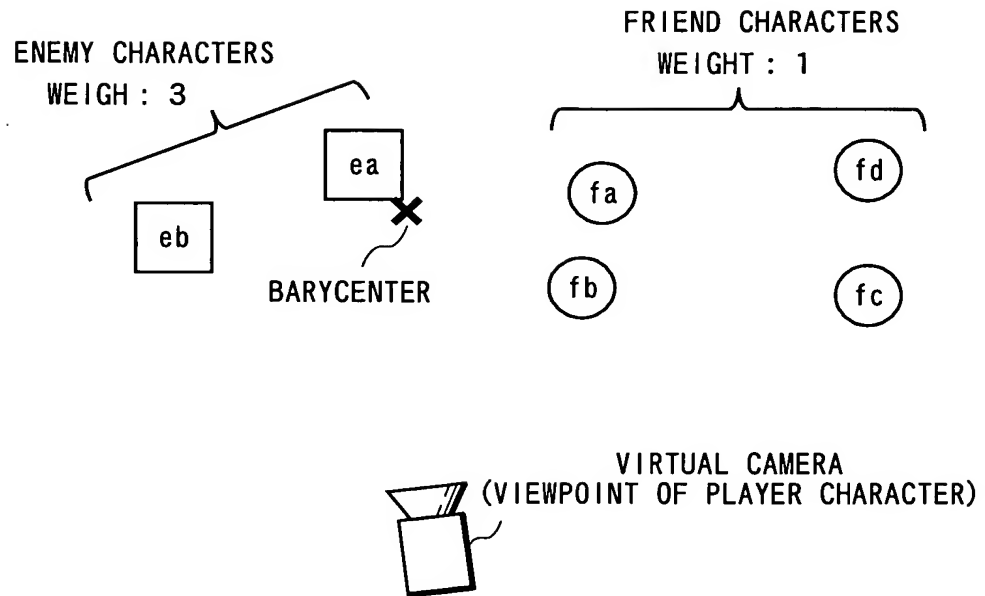 FRIEND CHARACTERS
WEIGHT : 1
ENEMY CHARACTERS
WEIGH : 3
ea
eb
fa
fd
fb
fc
BARYCENTER
VIRTUAL CAMERA
(VIEWPOINT OF PLAYER CHARACTER)